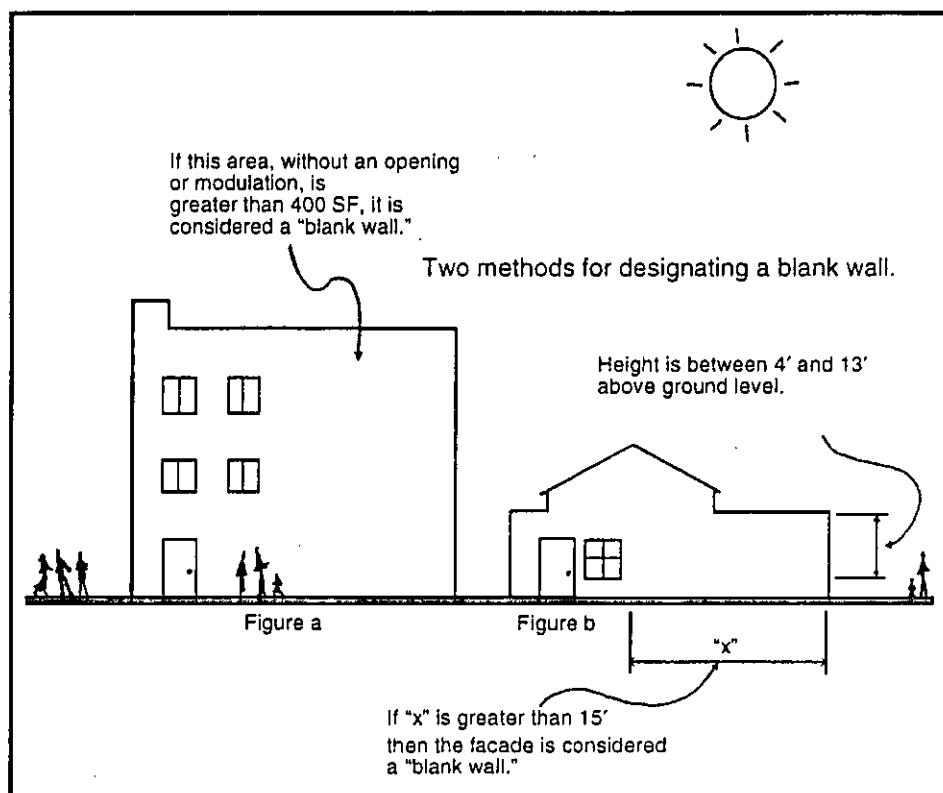 If this area, without an opening
or modulation, is
greater than 400 SF, it is
considered a "blank wall."
Two methods for designating a blank wall.
Height is between 4' and 13'
above ground level.
Figure a
Figure b
"x"
If "x" is greater than 15'
then the facade is considered
a "blank wall."